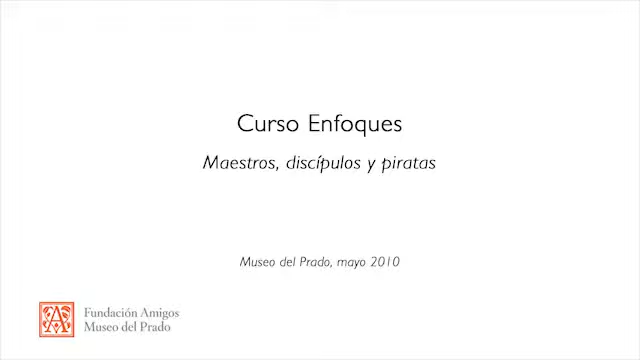 Curso Enfoques
Maestros, discípulos y piratas
Museo del Prado, mayo 2010
Fundación Amigos
Museo del Prado